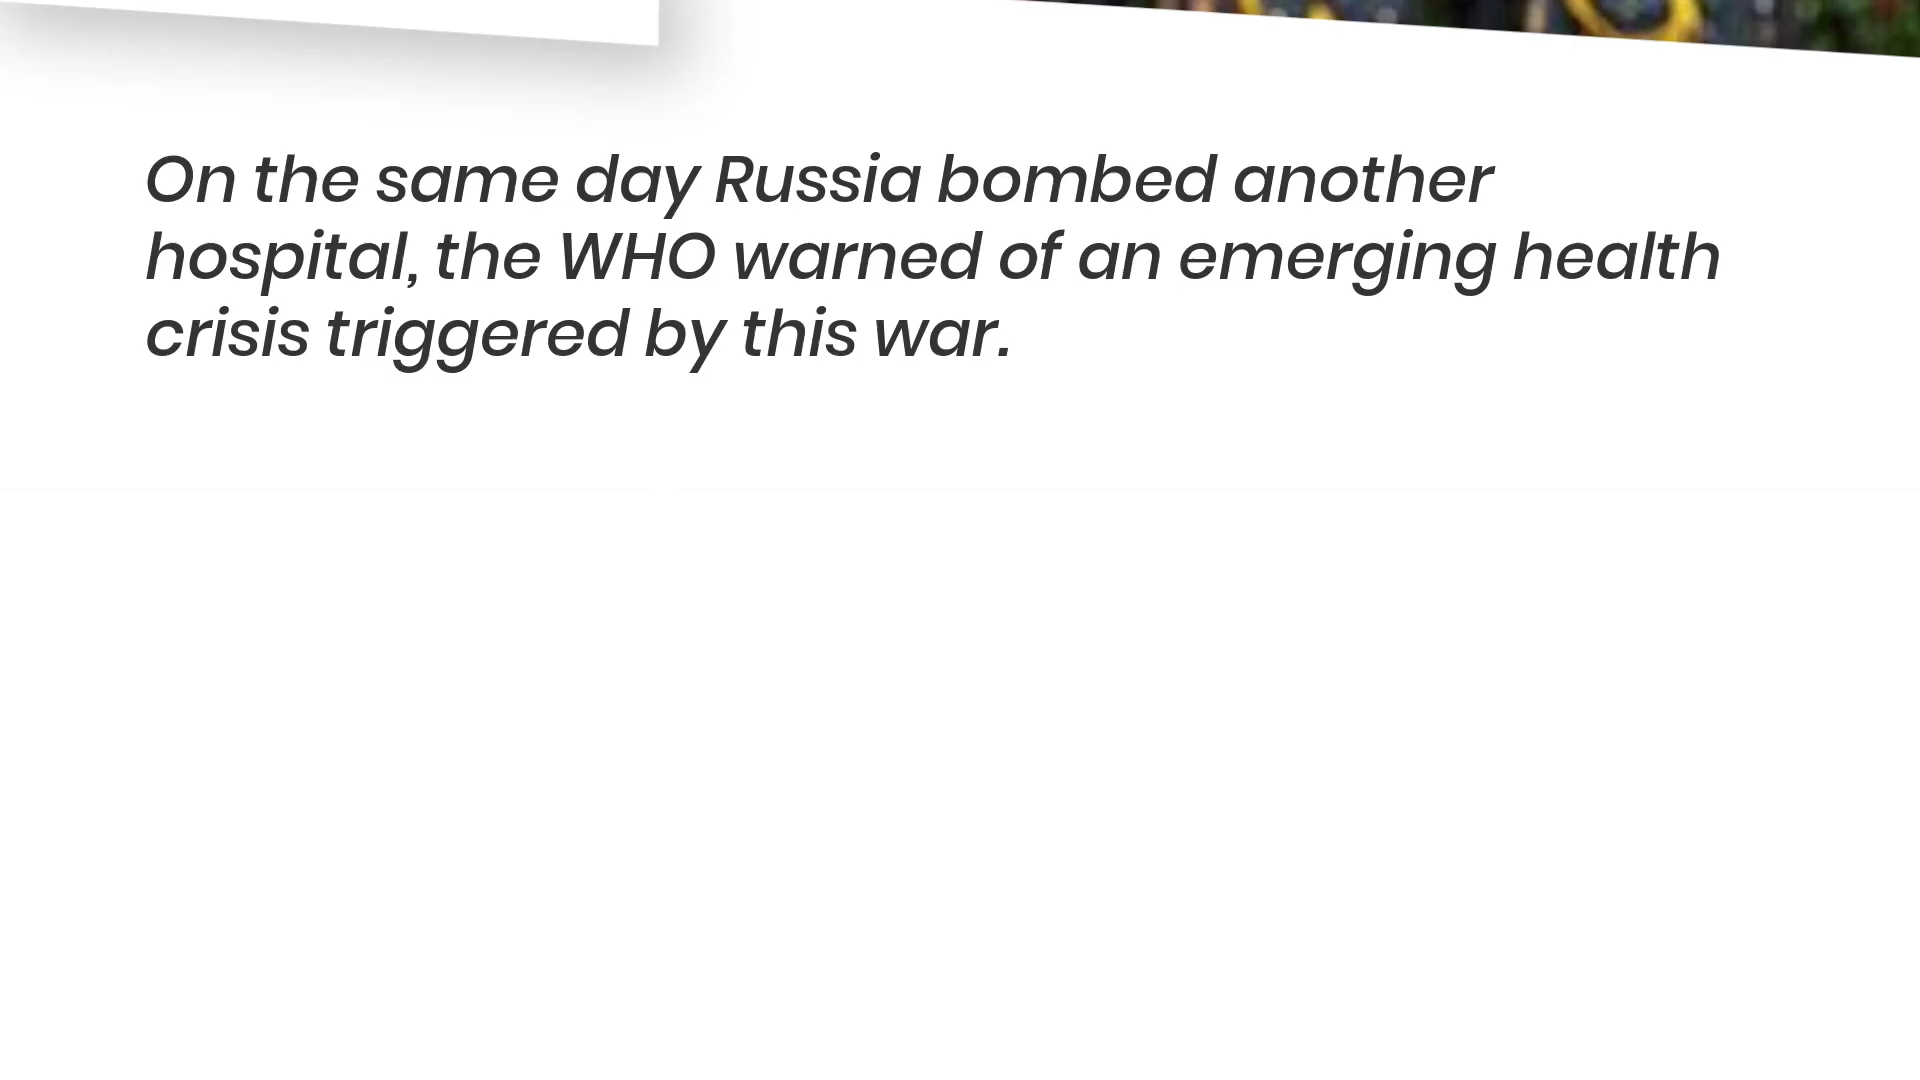 On the same day Russia bombed another
hospital, the WHO warned of an emerging health
crisis triggered by this war.